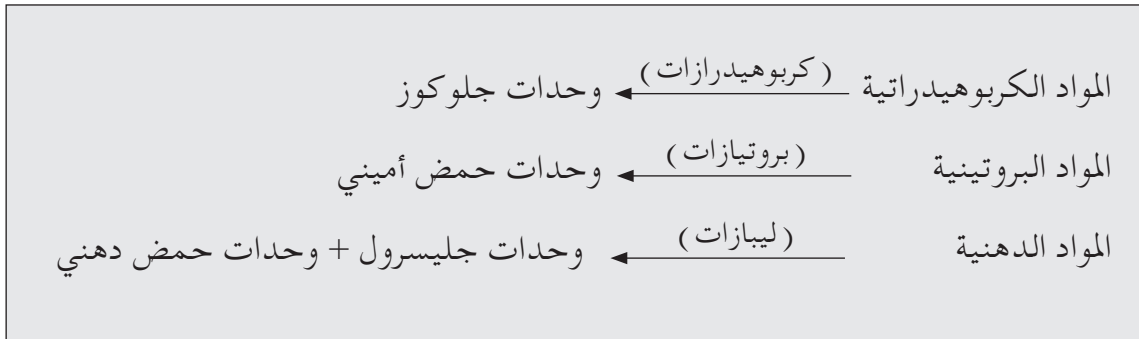 المواد الكربوهيدراتية (كربوهيدرازات) وحدات جلوكوز
المواد البروتينية (بروتيازات) وحدات حمض أميني
المواد الدهنية (ليبازات) وحدات جليسرول + وحدات حمض دهني